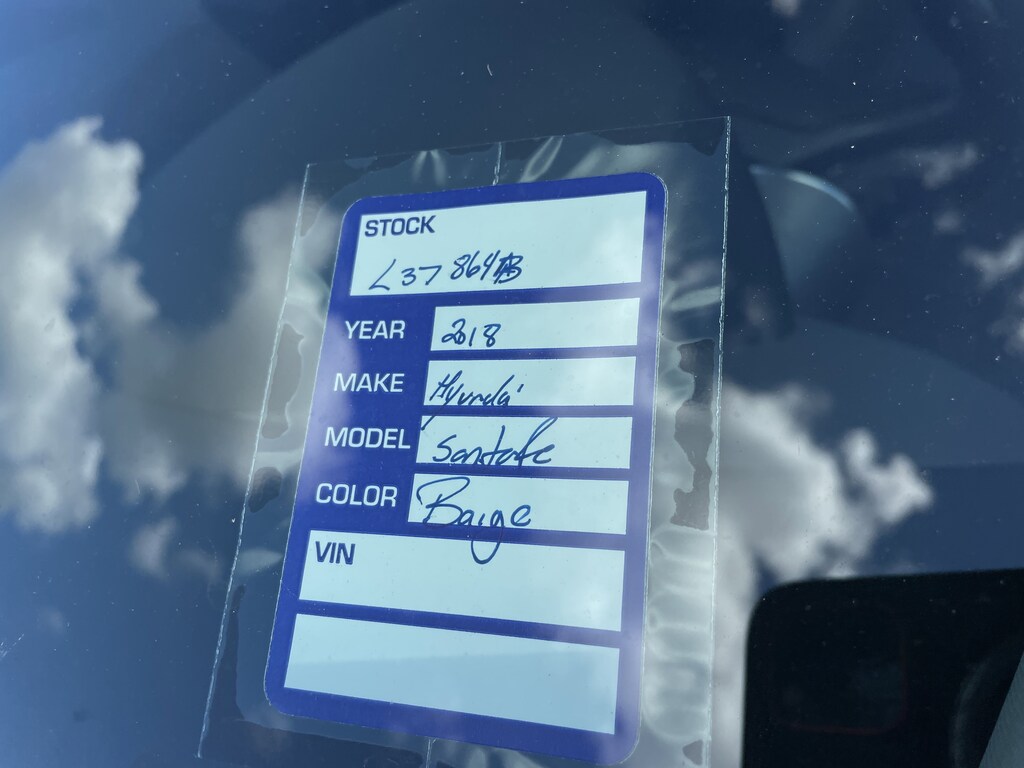 STOCK
L37864B
YEAR 2018
MAKE Hyundai
MODEL Santafe
COLOR Baige
VIN